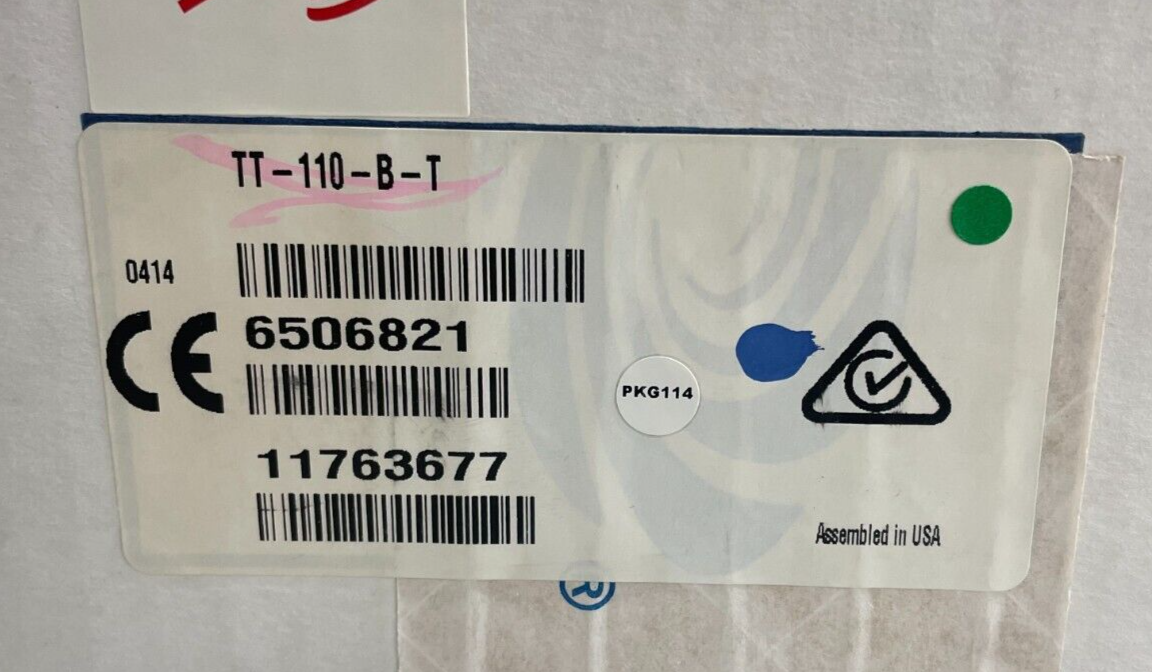 TT-110-B-T
0414
CE
6506821
PKG114
11763677
Assembled in USA
®